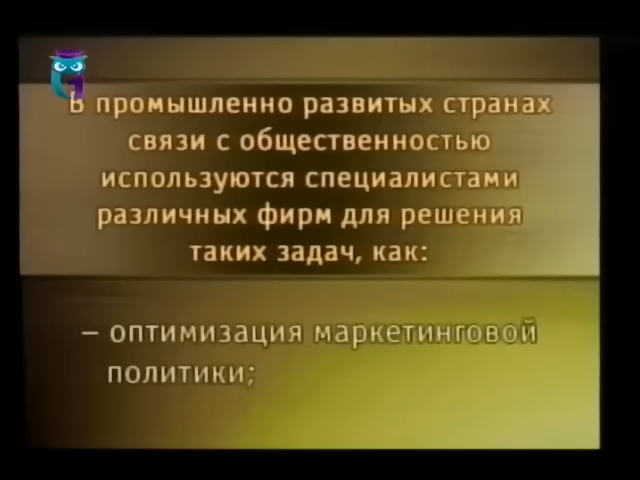 В промышленно развитых странах
связи с общественностью
используются специалистами
различных фирм для решения
таких задач, как:
– оптимизация маркетинговой
политики;